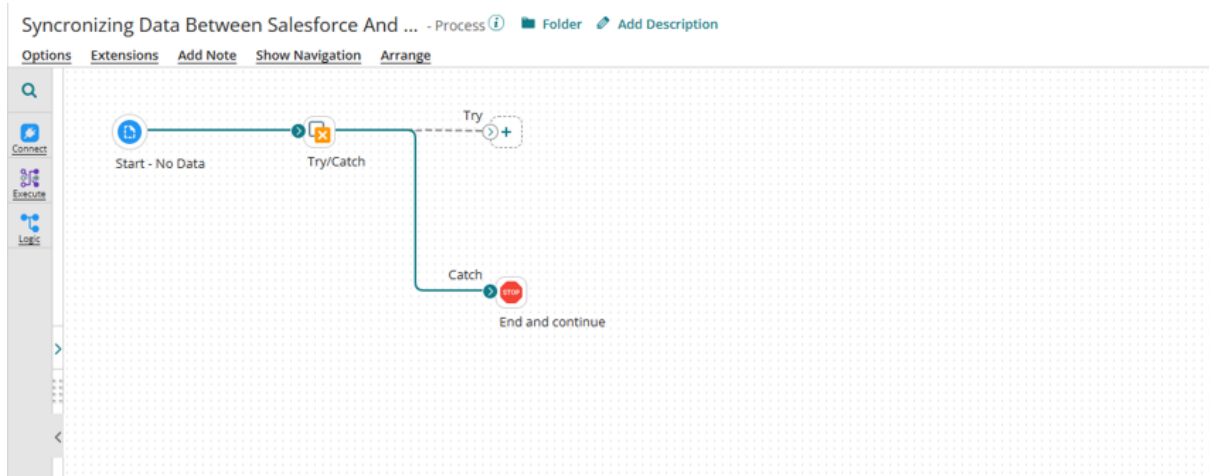 Syncronizing Data Between Salesforce And ... - Process i Folder Add Description
Options Extensions Add Note Show Navigation Arrange
Connect
Execute
Logic
Start - No Data
Try/Catch
Try
Catch
STOP
End and continue